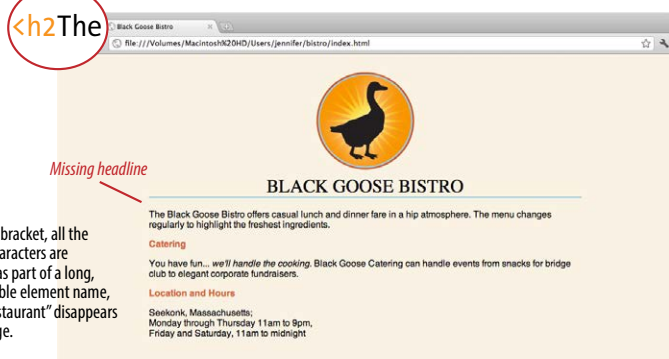 <h2The
Black Goose Bistro
file:///Volumes/Macintosh%20HD/Users/jennifer/bistro/index.html
Missing headline
BLACK GOOSE BISTRO
The Black Goose Bistro offers casual lunch and dinner fare in a hip atmosphere. The menu changes
regularly to highlight the freshest ingredients.
Catering
You have fun... we'll handle the cooking. Black Goose Catering can handle events from snacks for bridge
club to elegant corporate fundraisers.
Location and Hours
Seekonk, Massachusetts;
Monday through Thursday 11am to 9pm,
Friday and Saturday, 11am to midnight
bracket, all the
aracters are
as part of a long,
ble element name,
staurant” disappears
ge.